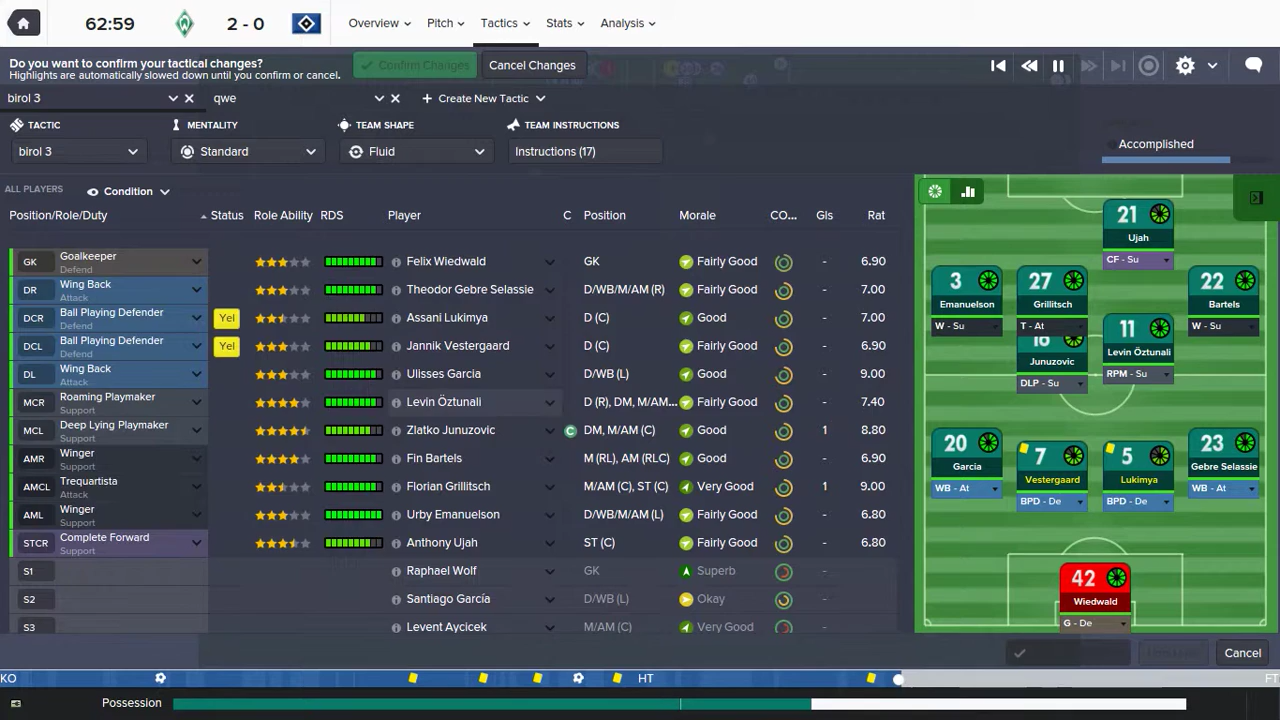 62:59 2 - 0 Overview Pitch Tactics Stats Analysis
Do you want to confirm your tactical changes?
Highlights are automatically slowed down until you confirm or cancel.
Confirm Changes Cancel Changes
birol 3 qwe Create New Tactic
TACTIC MENTALITY TEAM SHAPE TEAM INSTRUCTIONS
birol 3 Standard Fluid Instructions (17) Accomplished
ALL PLAYERS Condition
Position/Role/Duty Status Role Ability RDS Player C Position Morale CO... Gls Rat
GK Goalkeeper Defend Felix Wiedwald GK Fairly Good - 6.90
DR Wing Back Attack Theodor Gebre Selassie D/WB/M/AM (R) Fairly Good - 7.00
DCR Ball Playing Defender Defend Yel Assani Lukimya D (C) Good - 7.00
DCL Ball Playing Defender Defend Yel Jannik Vestergaard D (C) Fairly Good - 6.90
DL Wing Back Attack Ulisses Garcia D/WB (L) Good - 9.00
MCR Roaming Playmaker Support Levin Öztunali D (R), DM, M/AM... Fairly Good - 7.40
MCL Deep Lying Playmaker Support Zlatko Junuzovic C DM, M/AM (C) Good 1 8.80
AMR Winger Support Fin Bartels M (RL), AM (RLC) Good - 6.90
AMCL Trequartista Attack Florian Grillitsch M/AM (C), ST (C) Very Good 1 9.00
AML Winger Support Urby Emanuelson D/WB/M/AM (L) Fairly Good - 6.80
STCR Complete Forward Support Anthony Ujah ST (C) Fairly Good - 6.80
S1 Raphael Wolf GK Superb -
S2 Santiago García D/WB (L) Okay -
S3 Levent Aycicek M/AM (C) Very Good -
21
Ujah
CF - Su
3 27 22
Emanuelson Grillitsch Bartels
W - Su T - At W - Su
16 11
Junuzovic Levin Öztunali
DLP - Su RPM - Su
20 7 5 23
Garcia Vestergaard Lukimya Gebre Selassie
WB - At BPD - De BPD - De WB - At
42
Wiedwald
G - De
Cancel
KO HT FT
Possession